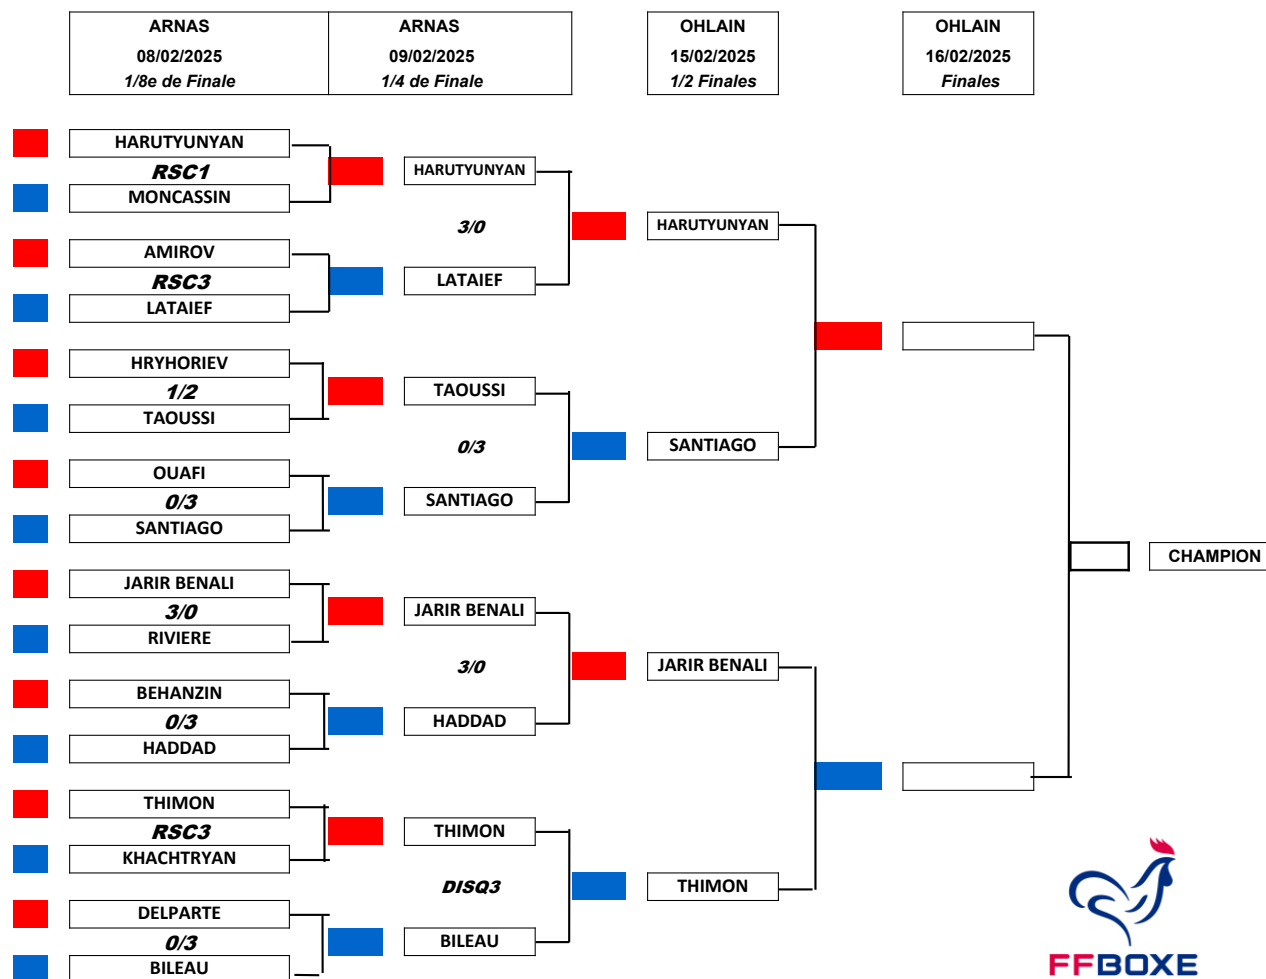 ARNAS
08/02/2025
1/8e de Finale
ARNAS
09/02/2025
1/4 de Finale
OHLAIN
15/02/2025
1/2 Finales
OHLAIN
16/02/2025
Finales
HARUTYUNYAN
RSC1
MONCASSIN
AMIROV
RSC3
LATAIEF
HRYHORIEV
1/2
TAOUSSI
OUAFI
0/3
SANTIAGO
JARIR BENALI
3/0
RIVIERE
BEHANZIN
0/3
HADDAD
THIMON
RSC3
KHACHTRYAN
DELPARTE
0/3
BILEAU
HARUTYUNYAN
3/0
LATAIEF
TAOUSSI
0/3
SANTIAGO
JARIR BENALI
3/0
HADDAD
THIMON
DISQ3
BILEAU
HARUTYUNYAN
SANTIAGO
JARIR BENALI
THIMON
CHAMPION
FFBOXE